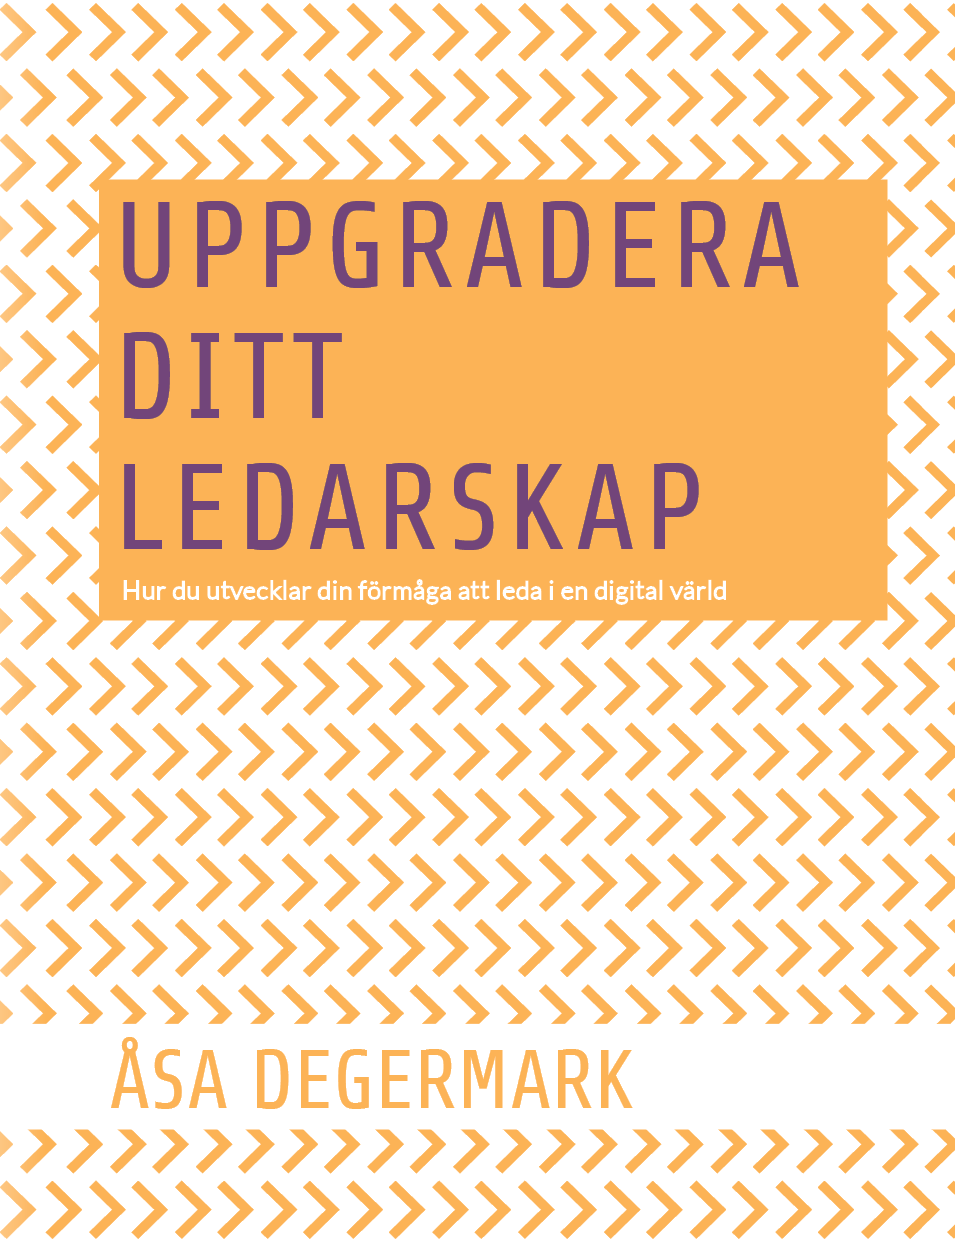 UPPGRADERA
DITT
LEDARSKAP
Hur du utvecklar din förmåga att leda i en digital värld
ÅSA DEGERMARK